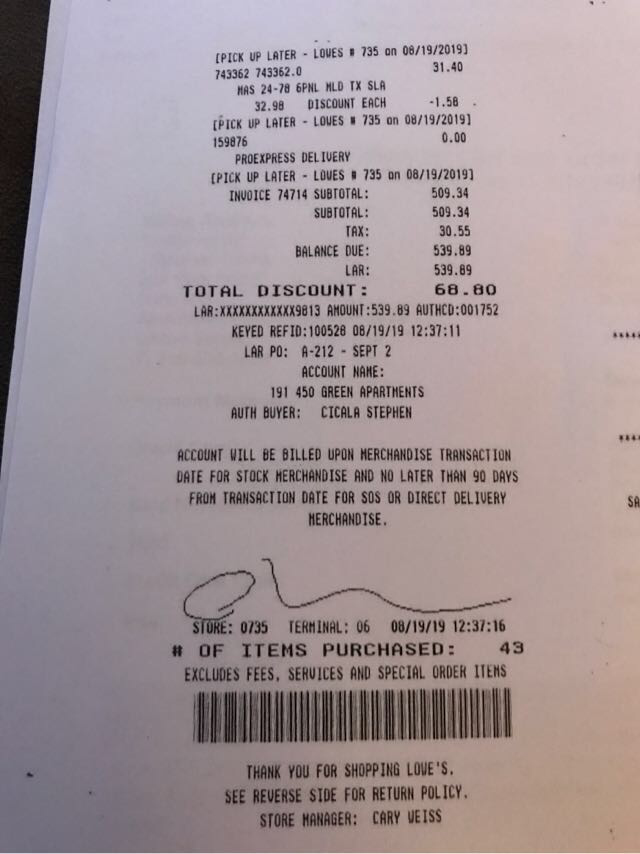 [PICK UP LATER - LOWES # 735 on 08/19/2019]
743362 743362.0 31.40
MAS 24-78 6PNL MLD TX SLA
32.98 DISCOUNT EACH -1.58
[PICK UP LATER - LOWES # 735 on 08/19/2019]
159876 0.00
PROEXPRESS DELIVERY
[PICK UP LATER - LOWES # 735 on 08/19/2019]
INVOICE 74714 SUBTOTAL: 509.34
SUBTOTAL: 509.34
TAX: 30.55
BALANCE DUE: 539.89
LAR: 539.89
TOTAL DISCOUNT: 68.80
LAR:XXXXXXXXXXXX9813 AMOUNT:539.89 AUTHCD:001752
KEYED REFID:100528 08/19/19 12:37:11
LAR PO: A-212 - SEPT 2
ACCOUNT NAME:
191 450 GREEN APARTMENTS
AUTH BUYER: CICALA STEPHEN
ACCOUNT WILL BE BILLED UPON MERCHANDISE TRANSACTION
DATE FOR STOCK MERCHANDISE AND NO LATER THAN 90 DAYS
FROM TRANSACTION DATE FOR SOS OR DIRECT DELIVERY
MERCHANDISE.
STORE: 0735 TERMINAL: 06 08/19/19 12:37:16
# OF ITEMS PURCHASED: 43
EXCLUDES FEES, SERVICES AND SPECIAL ORDER ITEMS
THANK YOU FOR SHOPPING LOWE'S.
SEE REVERSE SIDE FOR RETURN POLICY.
STORE MANAGER: CARY WEISS
SA